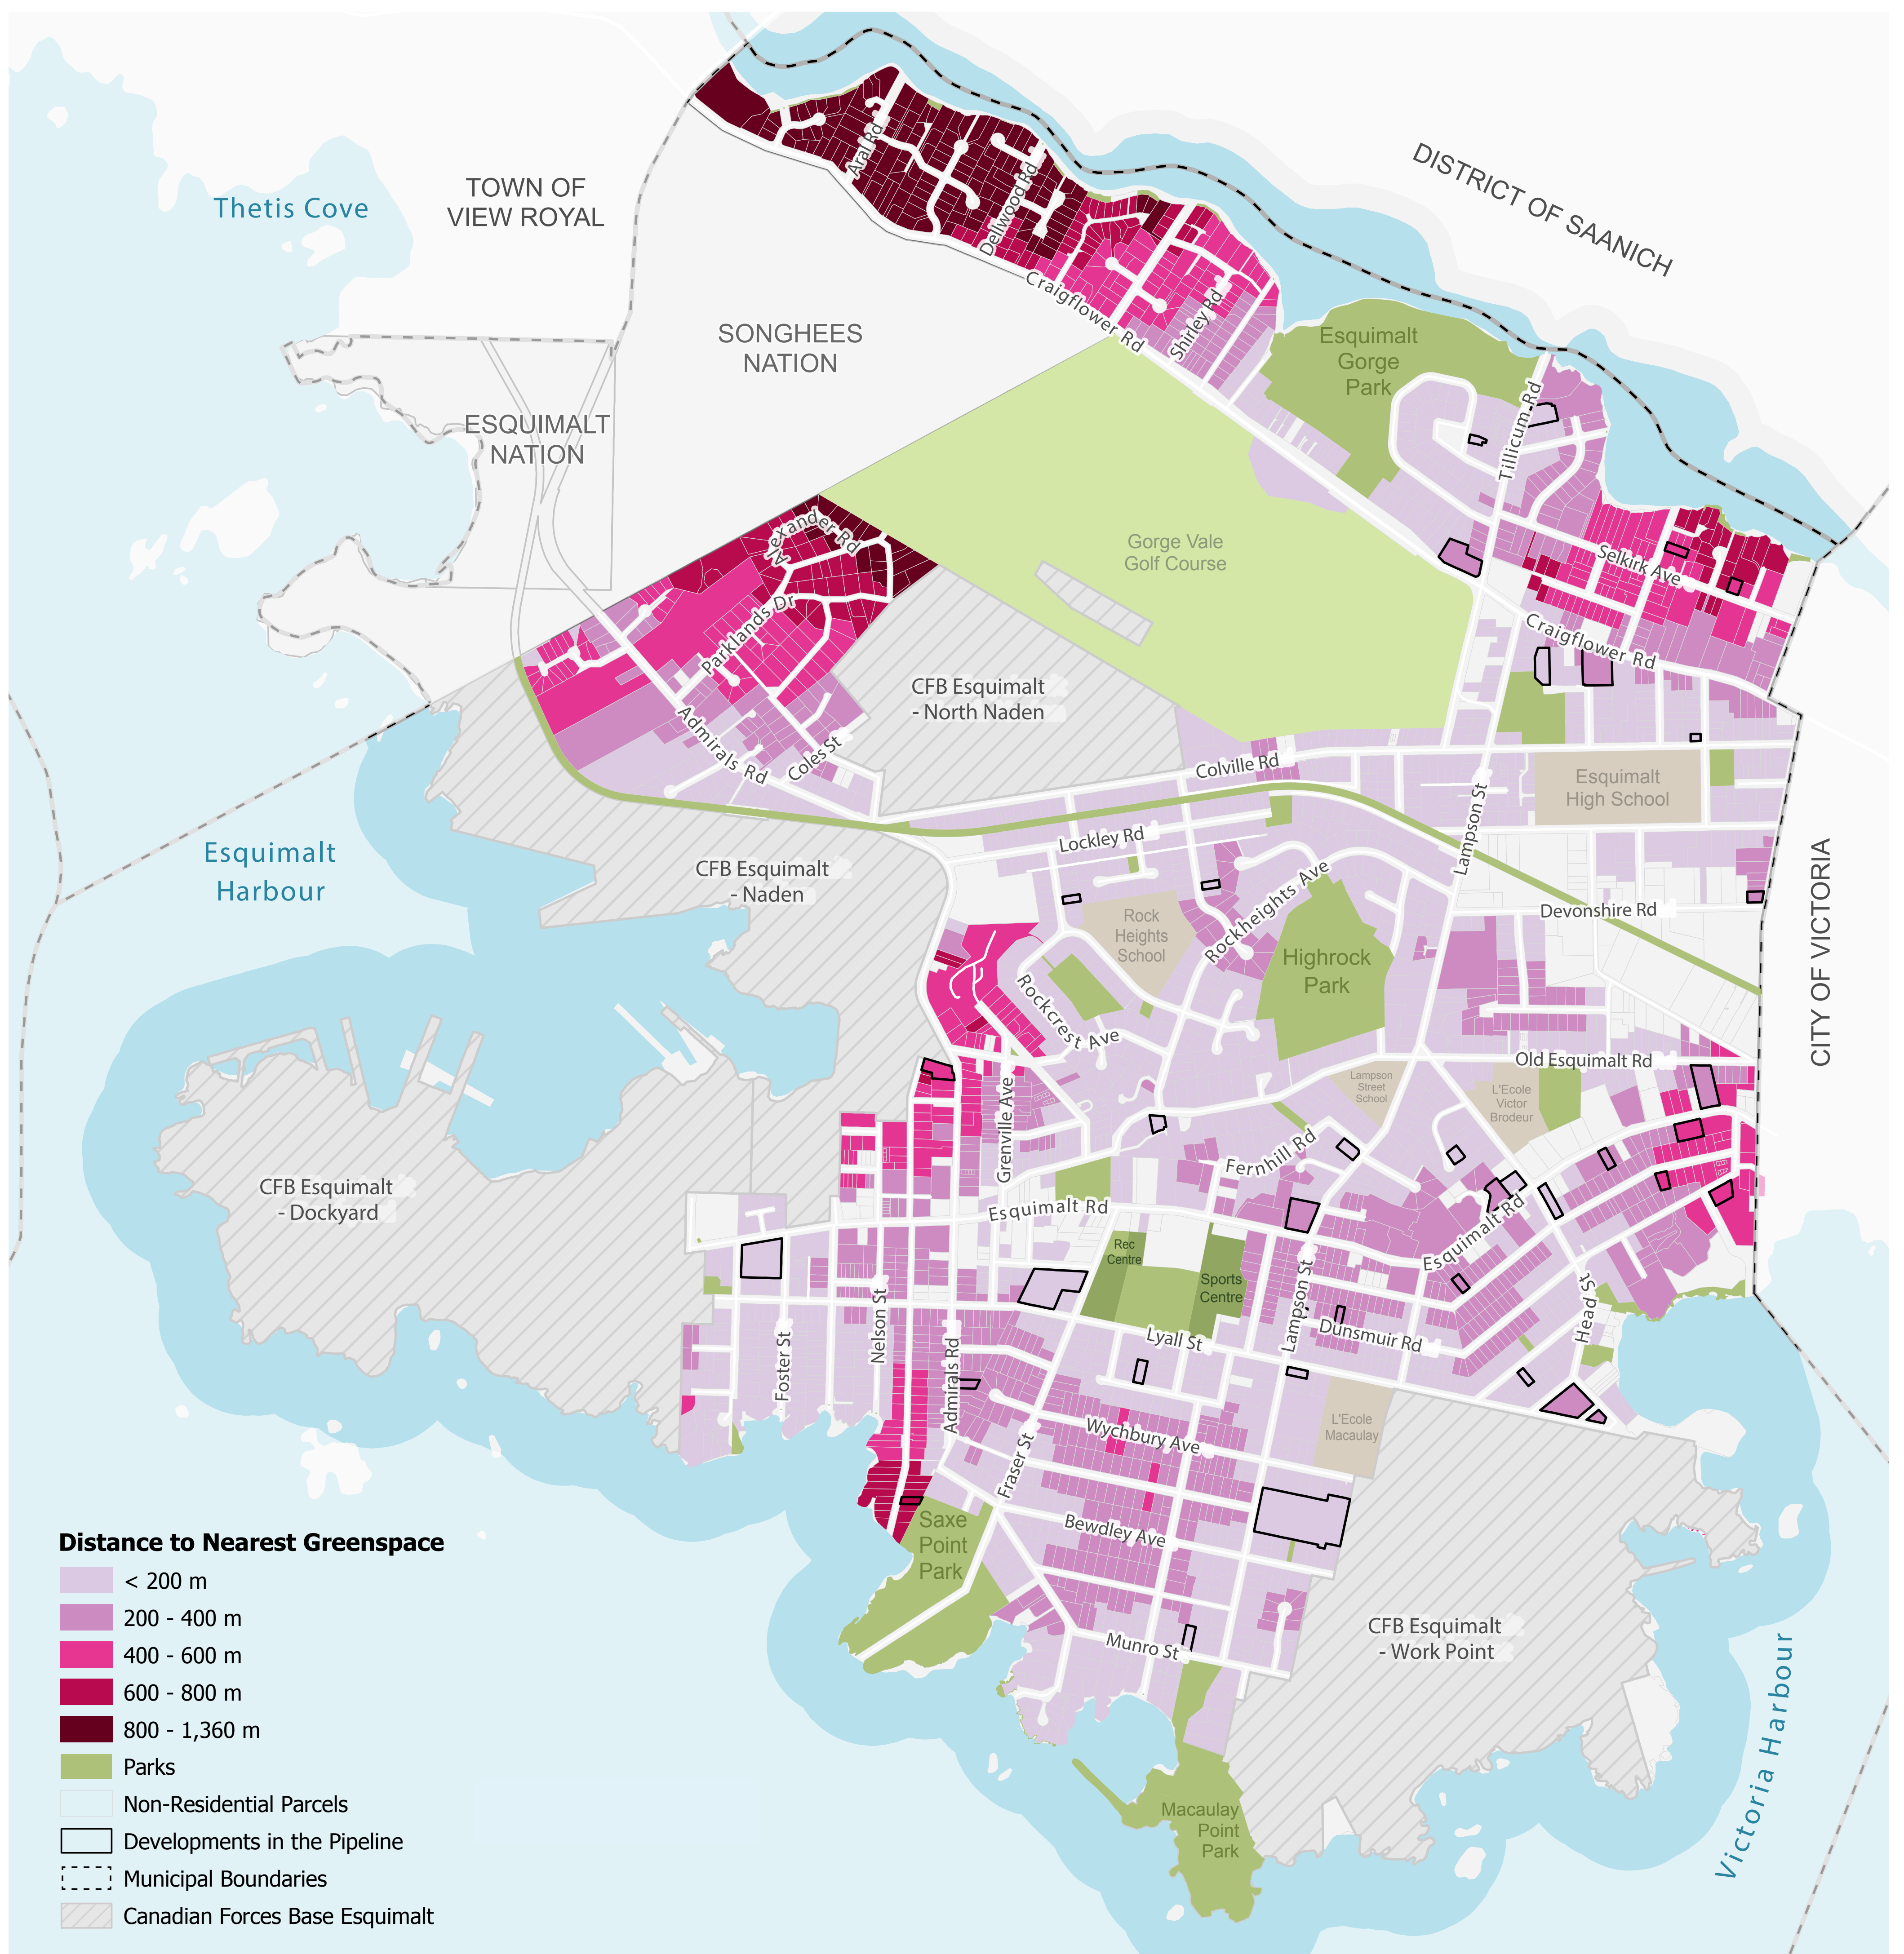 DISTRICT OF SAANICH
TOWN OF
VIEW ROYAL
Thetis Cove
Aral Rd
Dellwood Rd
Craigflower Rd
Shirley Rd
SONGHEES
NATION
Esquimalt
Gorge
Park
ESQUIMALT
NATION
Tillicum Rd
Alexander Rd
Gorge Vale
Golf Course
Selkirk Ave
Parklands Dr
Craigflower Rd
CFB Esquimalt
- North Naden
Admirals Rd
Coles St
Colville Rd
Esquimalt
High School
Lampson St
Lockley Rd
Esquimalt
Harbour
CFB Esquimalt
- Naden
Rockheights Ave
Devonshire Rd
Rock
Heights
School
Highrock
Park
CITY OF VICTORIA
Rockcrest Ave
Old Esquimalt Rd
Lampson
Street
School
L'Ecole
Victor
Brodeur
Grenville Ave
Fernhill Rd
CFB Esquimalt
- Dockyard
Esquimalt Rd
Esquimalt Rd
Rec
Centre
Sports
Centre
Nelson St
Foster St
Admirals Rd
Lampson St
Head St
Lyall St
Dunsmuir Rd
L'Ecole
Macaulay
Wychbury Ave
Fraser St
Saxe
Point
Park
Bewdley Ave
CFB Esquimalt
- Work Point
Munro St
Macaulay
Point
Park
Victoria Harbour
Distance to Nearest Greenspace
< 200 m
200 - 400 m
400 - 600 m
600 - 800 m
800 - 1,360 m
Parks
Non-Residential Parcels
Developments in the Pipeline
Municipal Boundaries
Canadian Forces Base Esquimalt